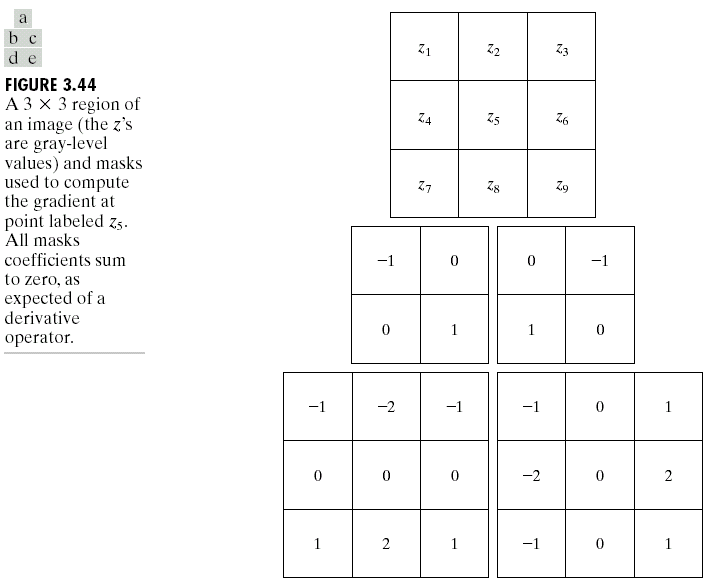 a
b c
d e
FIGURE 3.44
A 3 × 3 region of
an image (the z's
are gray-level
values) and masks
used to compute
the gradient at
point labeled z₅.
All masks
coefficients sum
to zero, as
expected of a
derivative
operator.
z₁ z₂ z₃
z₄ z₅ z₆
z₇ z₈ z₉
−1 0 0 −1
0 1 1 0
−1 −2 −1 −1 0 1
0 0 0 −2 0 2
1 2 1 −1 0 1